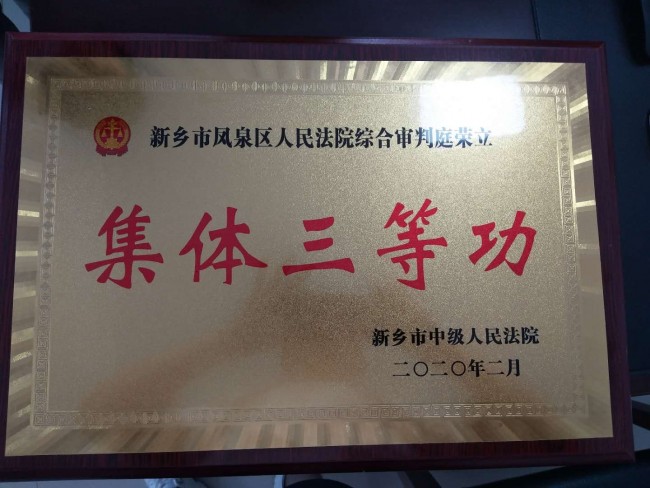 新乡市凤泉区人民法院综合审判庭荣立
集体三等功
新乡市中级人民法院
二〇二〇年二月